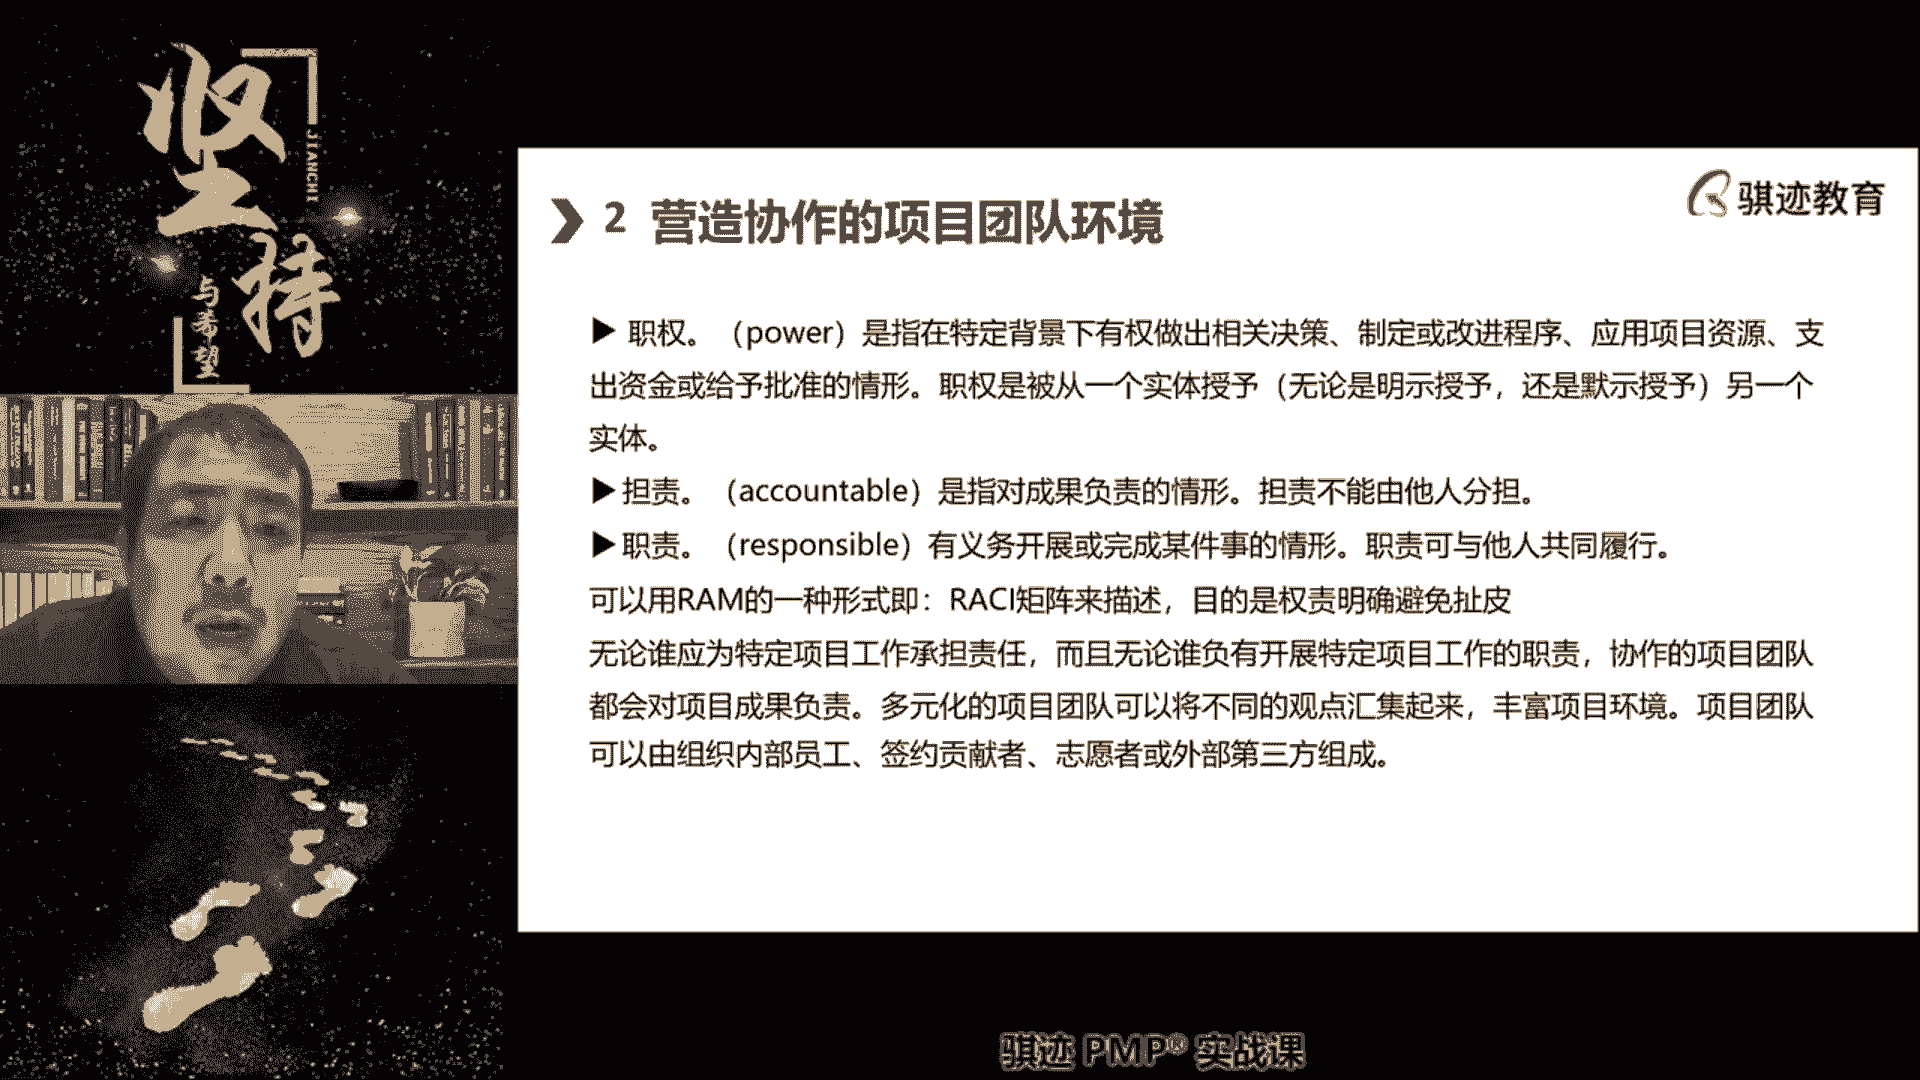 坚持
JIANCHI
与希望
骐迹教育
2 营造协作的项目团队环境
▶ 职权。（power）是指在特定背景下有权做出相关决策、制定或改进程序、应用项目资源、支
出资金或给予批准的情形。职权是被从一个实体授予（无论是明示授予，还是默示授予）另一个
实体。
▶ 担责。（accountable）是指对成果负责的情形。担责不能由他人分担。
▶ 职责。（responsible）有义务开展或完成某件事的情形。职责可与他人共同履行。
可以用RAM的一种形式即：RACI矩阵来描述，目的是权责明确避免扯皮
无论谁应为特定项目工作承担责任，而且无论谁负有开展特定项目工作的职责，协作的项目团队
都会对项目成果负责。多元化的项目团队可以将不同的观点汇集起来，丰富项目环境。项目团队
可以由组织内部员工、签约贡献者、志愿者或外部第三方组成。
骐迹 PMP® 实战课